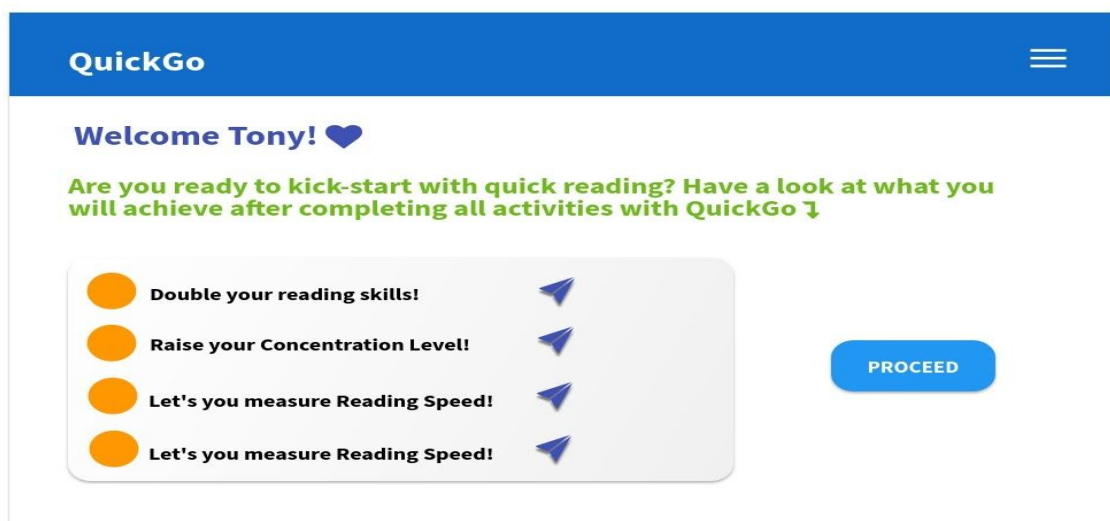 QuickGo
Welcome Tony!
Are you ready to kick-start with quick reading? Have a look at what you
will achieve after completing all activities with QuickGo
Double your reading skills!
Raise your Concentration Level!
Let's you measure Reading Speed!
Let's you measure Reading Speed!
PROCEED